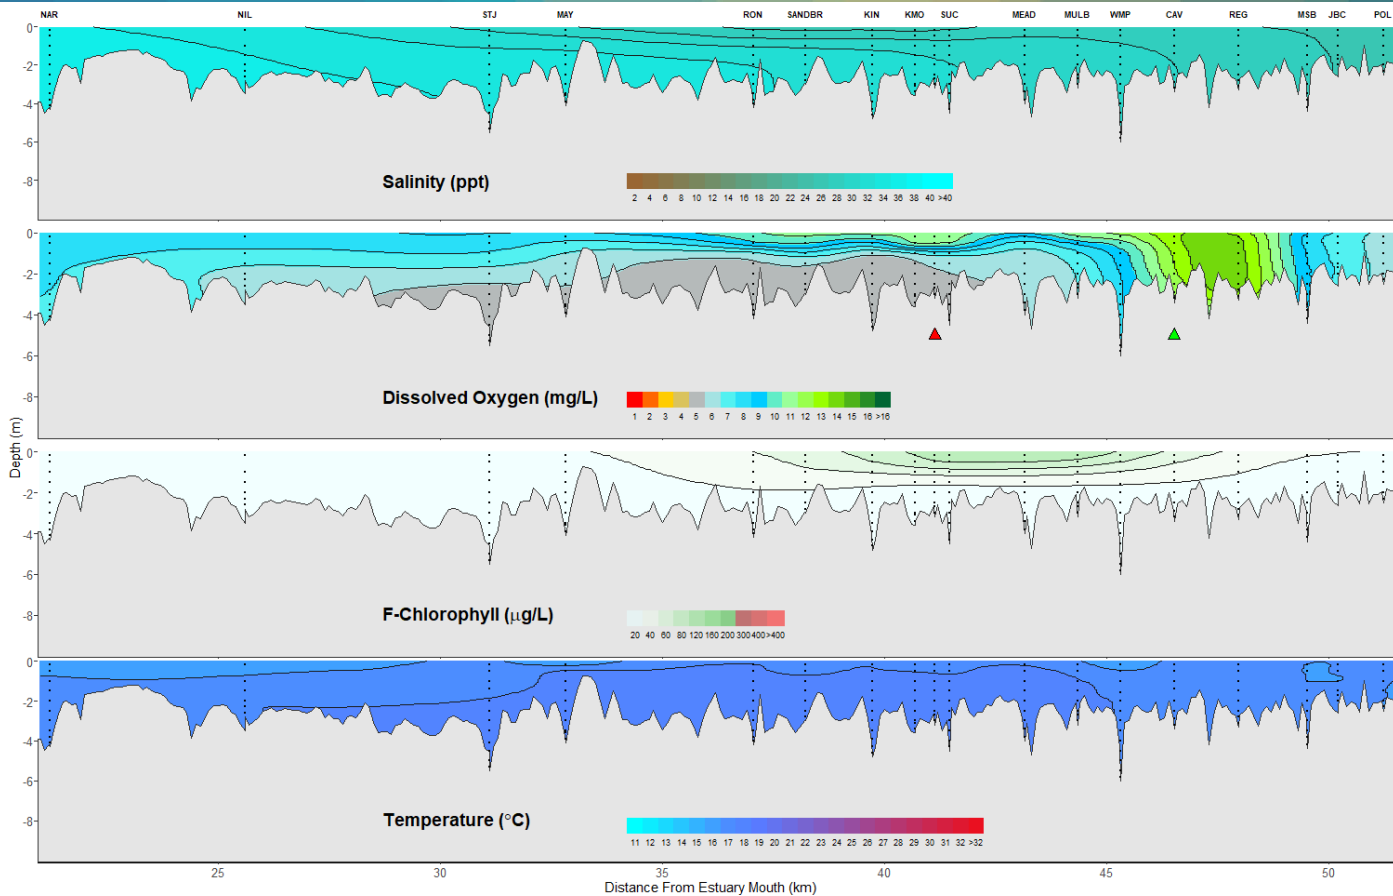 NAR NIL STJ MAY RON SANDBR KIN KMO SUC MEAD MULB WMP CAV REG MSB JBC POL
0
-2
-4
-6
-8
Salinity (ppt)
2 4 6 8 10 12 14 16 18 20 22 24 26 28 30 32 34 36 38 40 >40
0
-2
-4
-6
-8
Dissolved Oxygen (mg/L)
1 2 3 4 5 6 7 8 9 10 11 12 13 14 15 16 >16
Depth (m)
0
-2
-4
-6
-8
F-Chlorophyll (μg/L)
20 40 60 80 120 160 200 300 400 >400
0
-2
-4
-6
-8
Temperature (°C)
11 12 13 14 15 16 17 18 19 20 21 22 23 24 25 26 27 28 29 30 31 32 >32
25 30 35 40 45 50
Distance From Estuary Mouth (km)